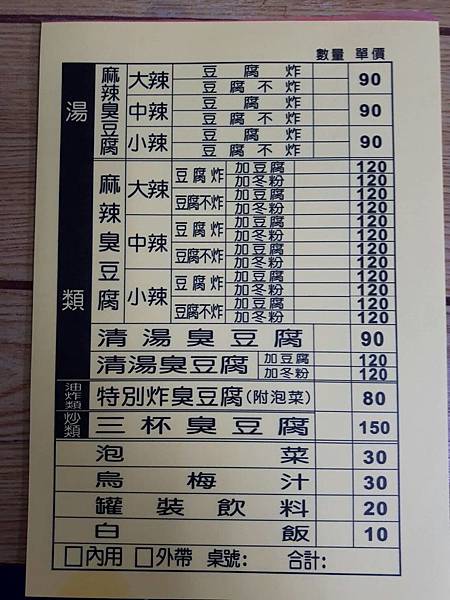 數量 單價
湯類
麻辣臭豆腐 大辣 豆腐炸 90
豆腐不炸
中辣 豆腐炸 90
豆腐不炸
小辣 豆腐炸 90
豆腐不炸
麻辣臭豆腐 大辣 豆腐炸 加豆腐 120
加冬粉 120
豆腐不炸 加豆腐 120
加冬粉 120
中辣 豆腐炸 加豆腐 120
加冬粉 120
豆腐不炸 加豆腐 120
加冬粉 120
小辣 豆腐炸 加豆腐 120
加冬粉 120
豆腐不炸 加豆腐 120
加冬粉 120
清湯臭豆腐 90
清湯臭豆腐 加豆腐 120
加冬粉 120
油炸類 特別炸臭豆腐(附泡菜) 80
炒類 三杯臭豆腐 150
泡菜 30
烏梅汁 30
罐裝飲料 20
白飯 10
□內用 □外帶 桌號: 合計: